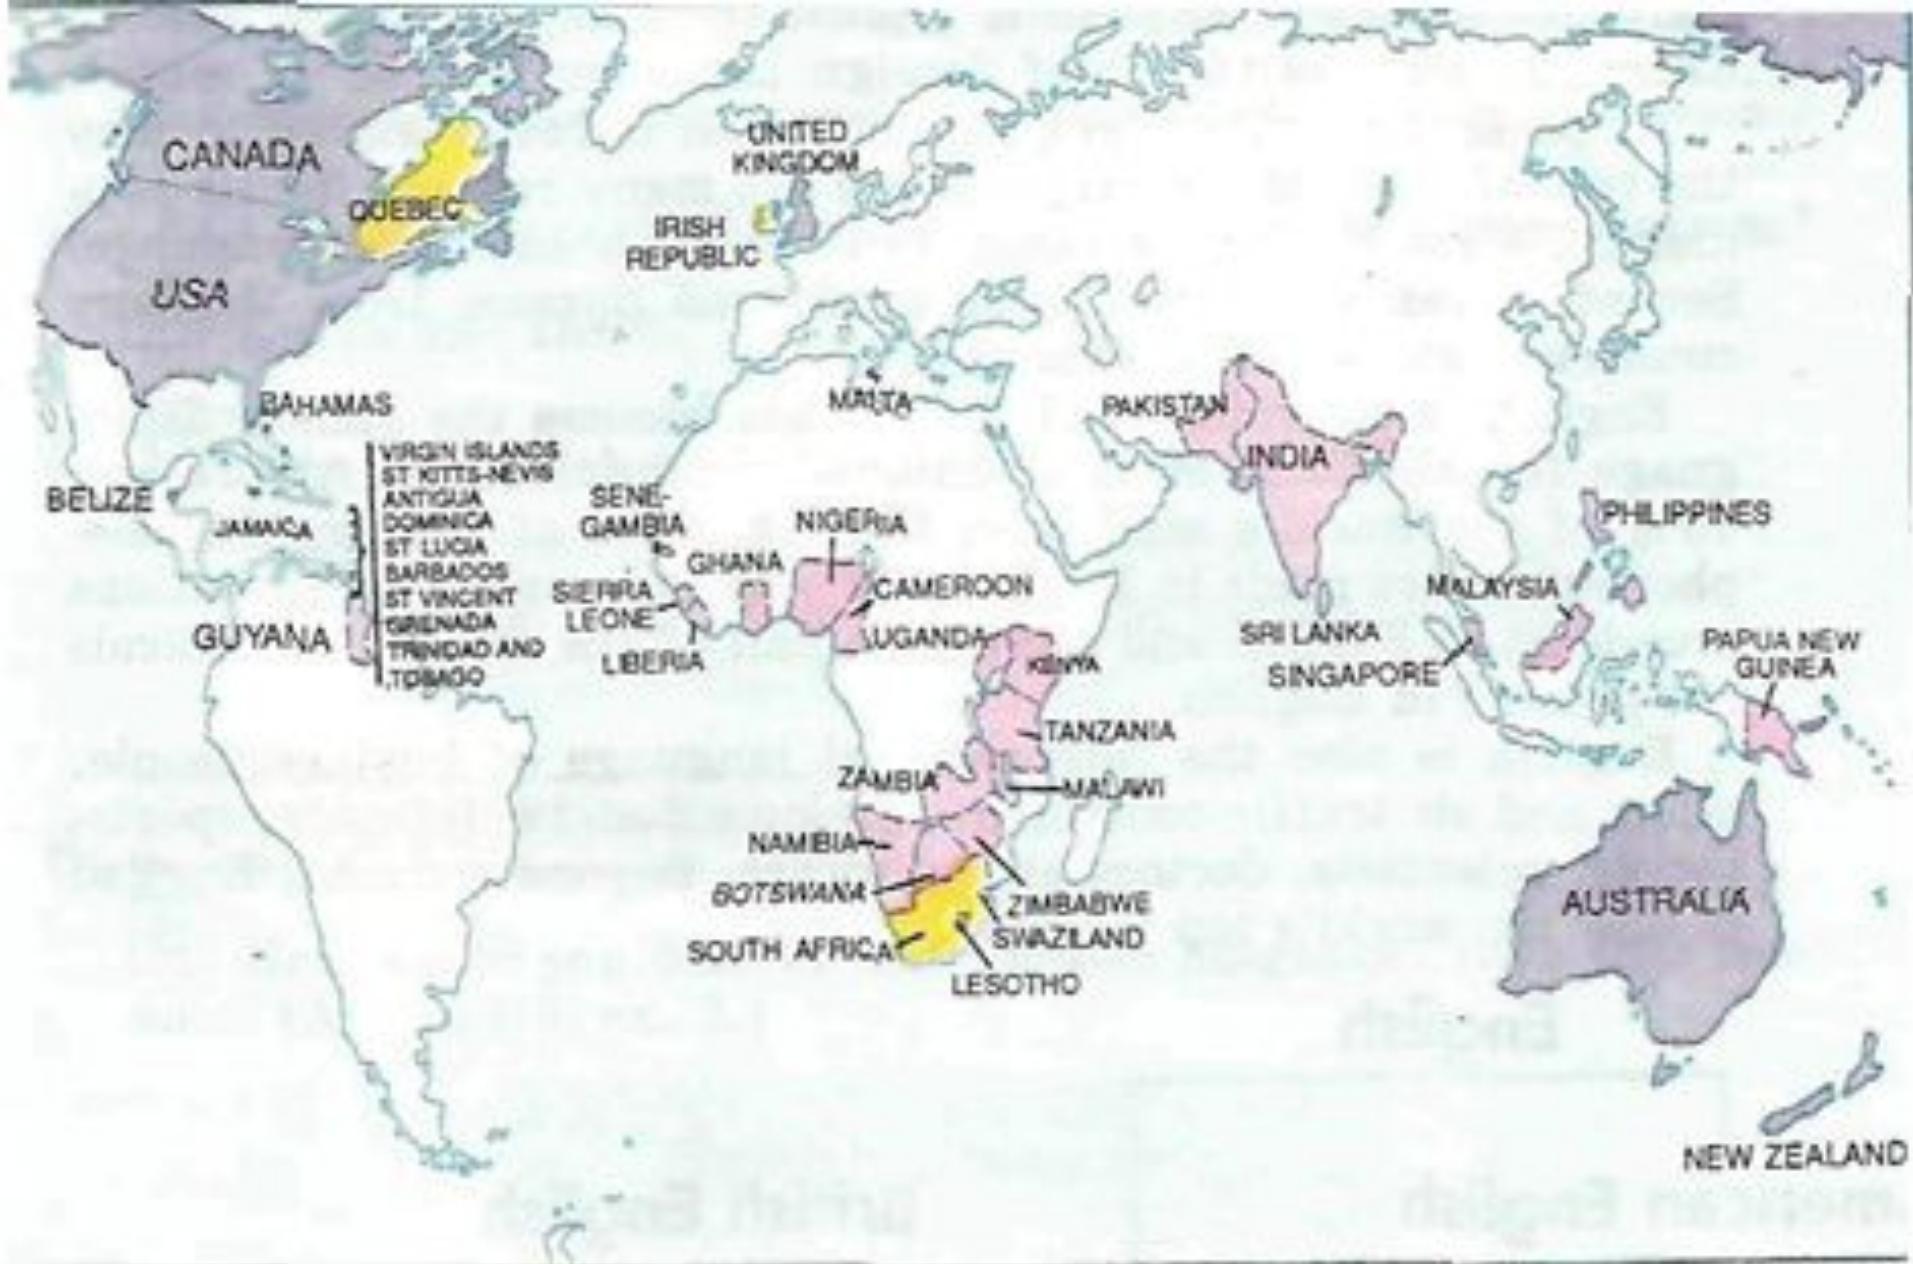 CANADA
QUEBEC
USA
UNITED
KINGDOM
IRISH
REPUBLIC
BAHAMAS
VIRGIN ISLANDS
ST KITTS-NEVIS
ANTIGUA
DOMINICA
ST LUCIA
BARBADOS
ST VINCENT
GRENADA
TRINIDAD AND
TOBAGO
BELIZE
JAMAICA
GUYANA
MALTA
SENE-
GAMBIA
SIERRA
LEONE
LIBERIA
GHANA
NIGERIA
CAMEROON
UGANDA
KENYA
TANZANIA
ZAMBIA
MALAWI
NAMIBIA
BOTSWANA
ZIMBABWE
SWAZILAND
SOUTH AFRICA
LESOTHO
PAKISTAN
INDIA
SRI LANKA
PHILIPPINES
MALAYSIA
SINGAPORE
PAPUA NEW
GUINEA
AUSTRALIA
NEW ZEALAND